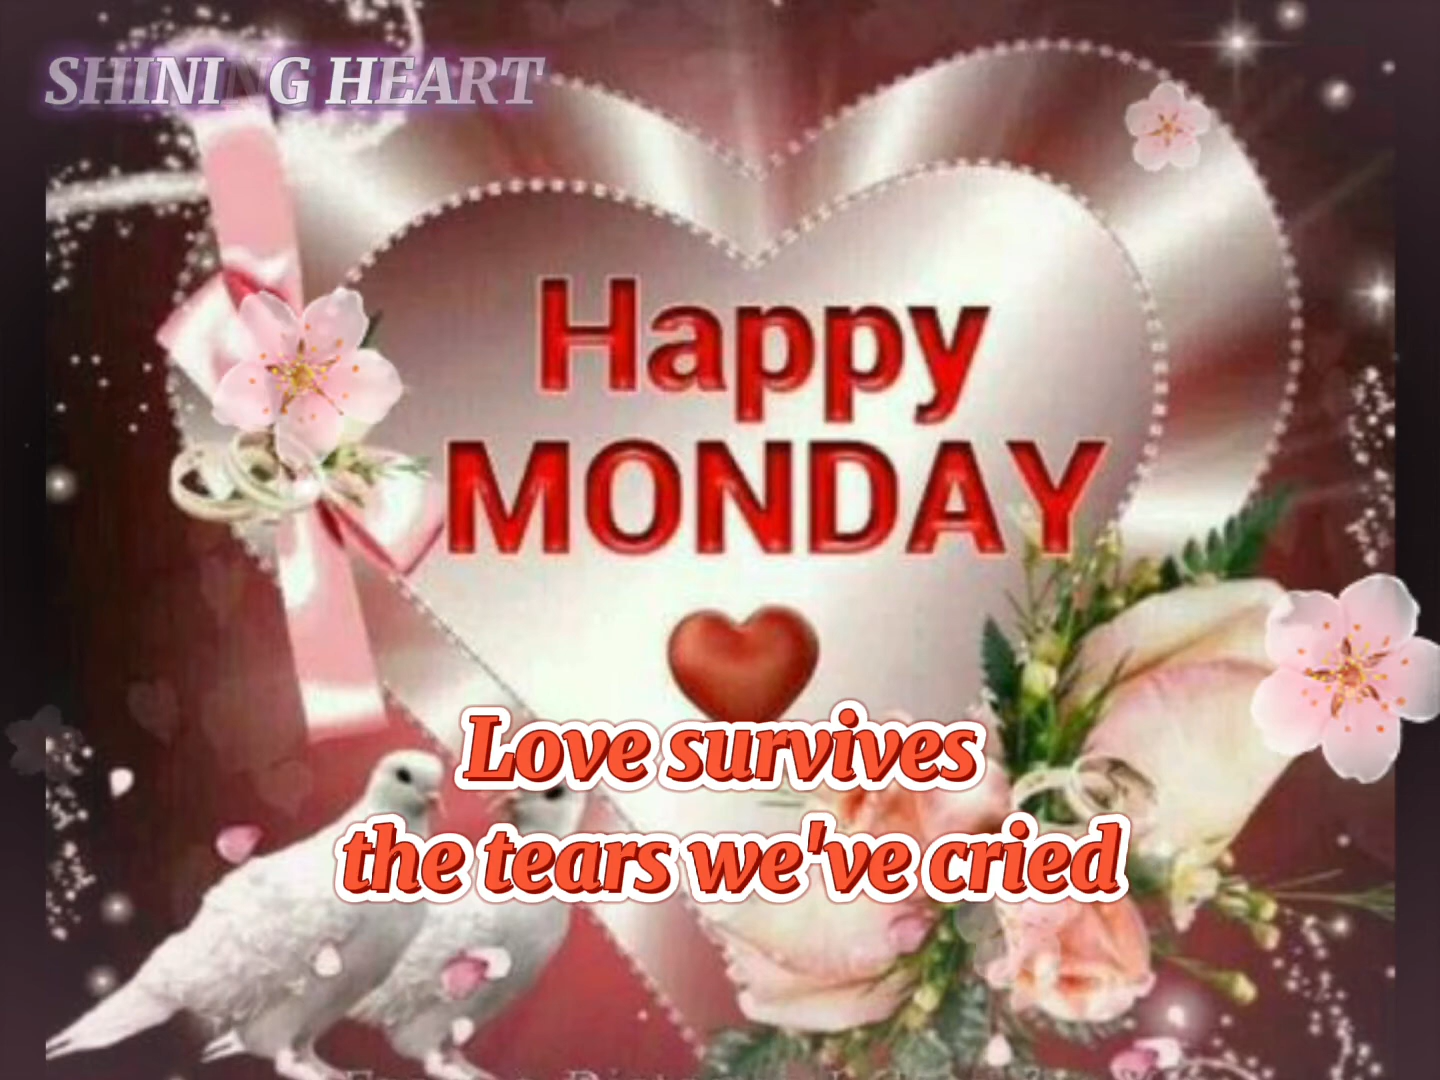 SHINING HEART
Happy
MONDAY
Love survives
the tears we've cried